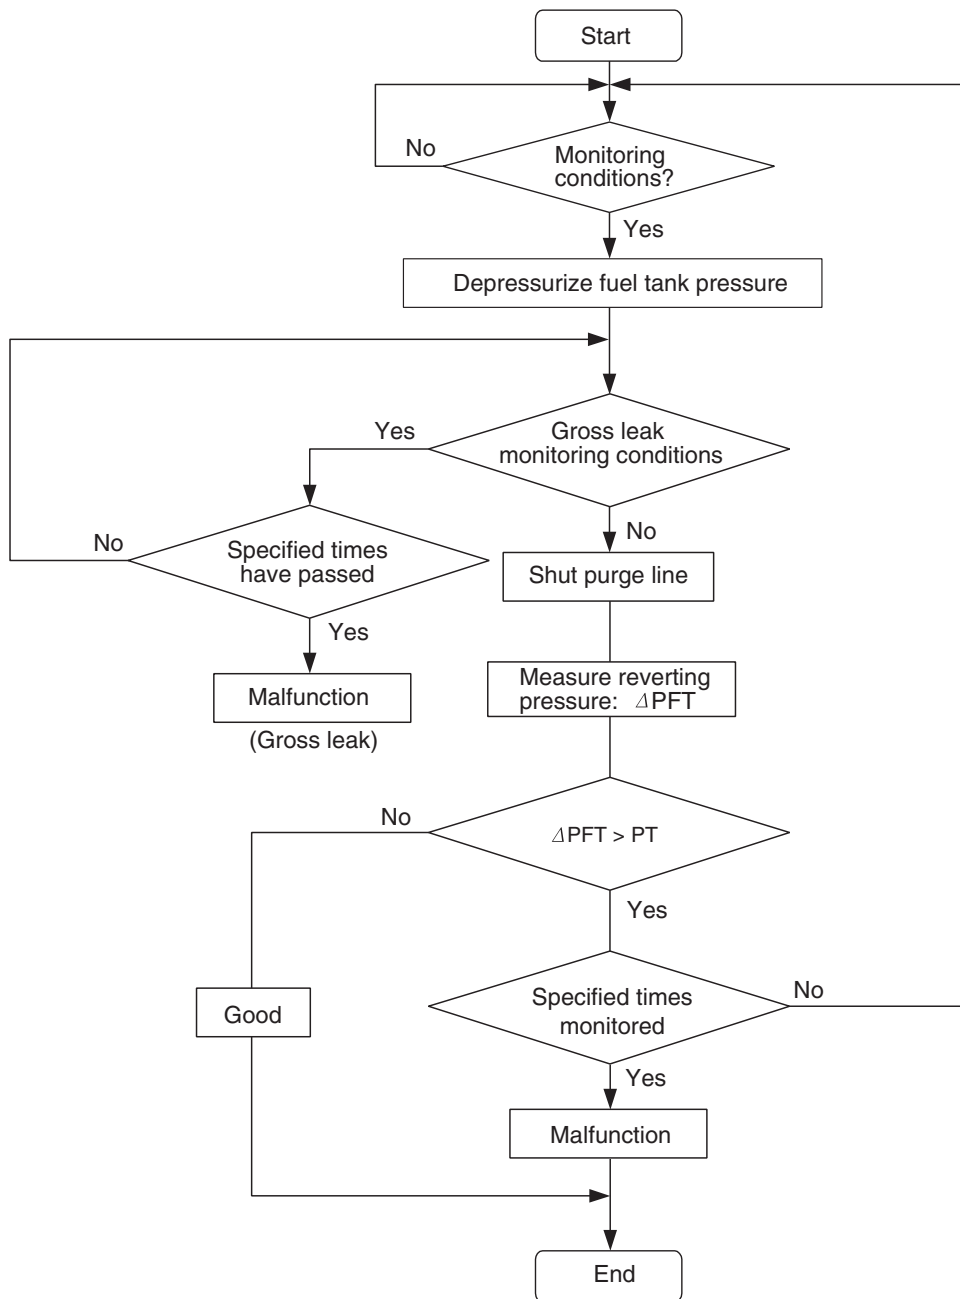 Start
No
Monitoring
conditions?
Yes
Depressurize fuel tank pressure
Yes
Gross leak
monitoring conditions
No
Specified times
have passed
No
Shut purge line
Yes
Malfunction
(Gross leak)
Measure reverting
pressure: ΔPFT
No
ΔPFT > PT
Yes
Good
Specified times
monitored
No
Yes
Malfunction
End